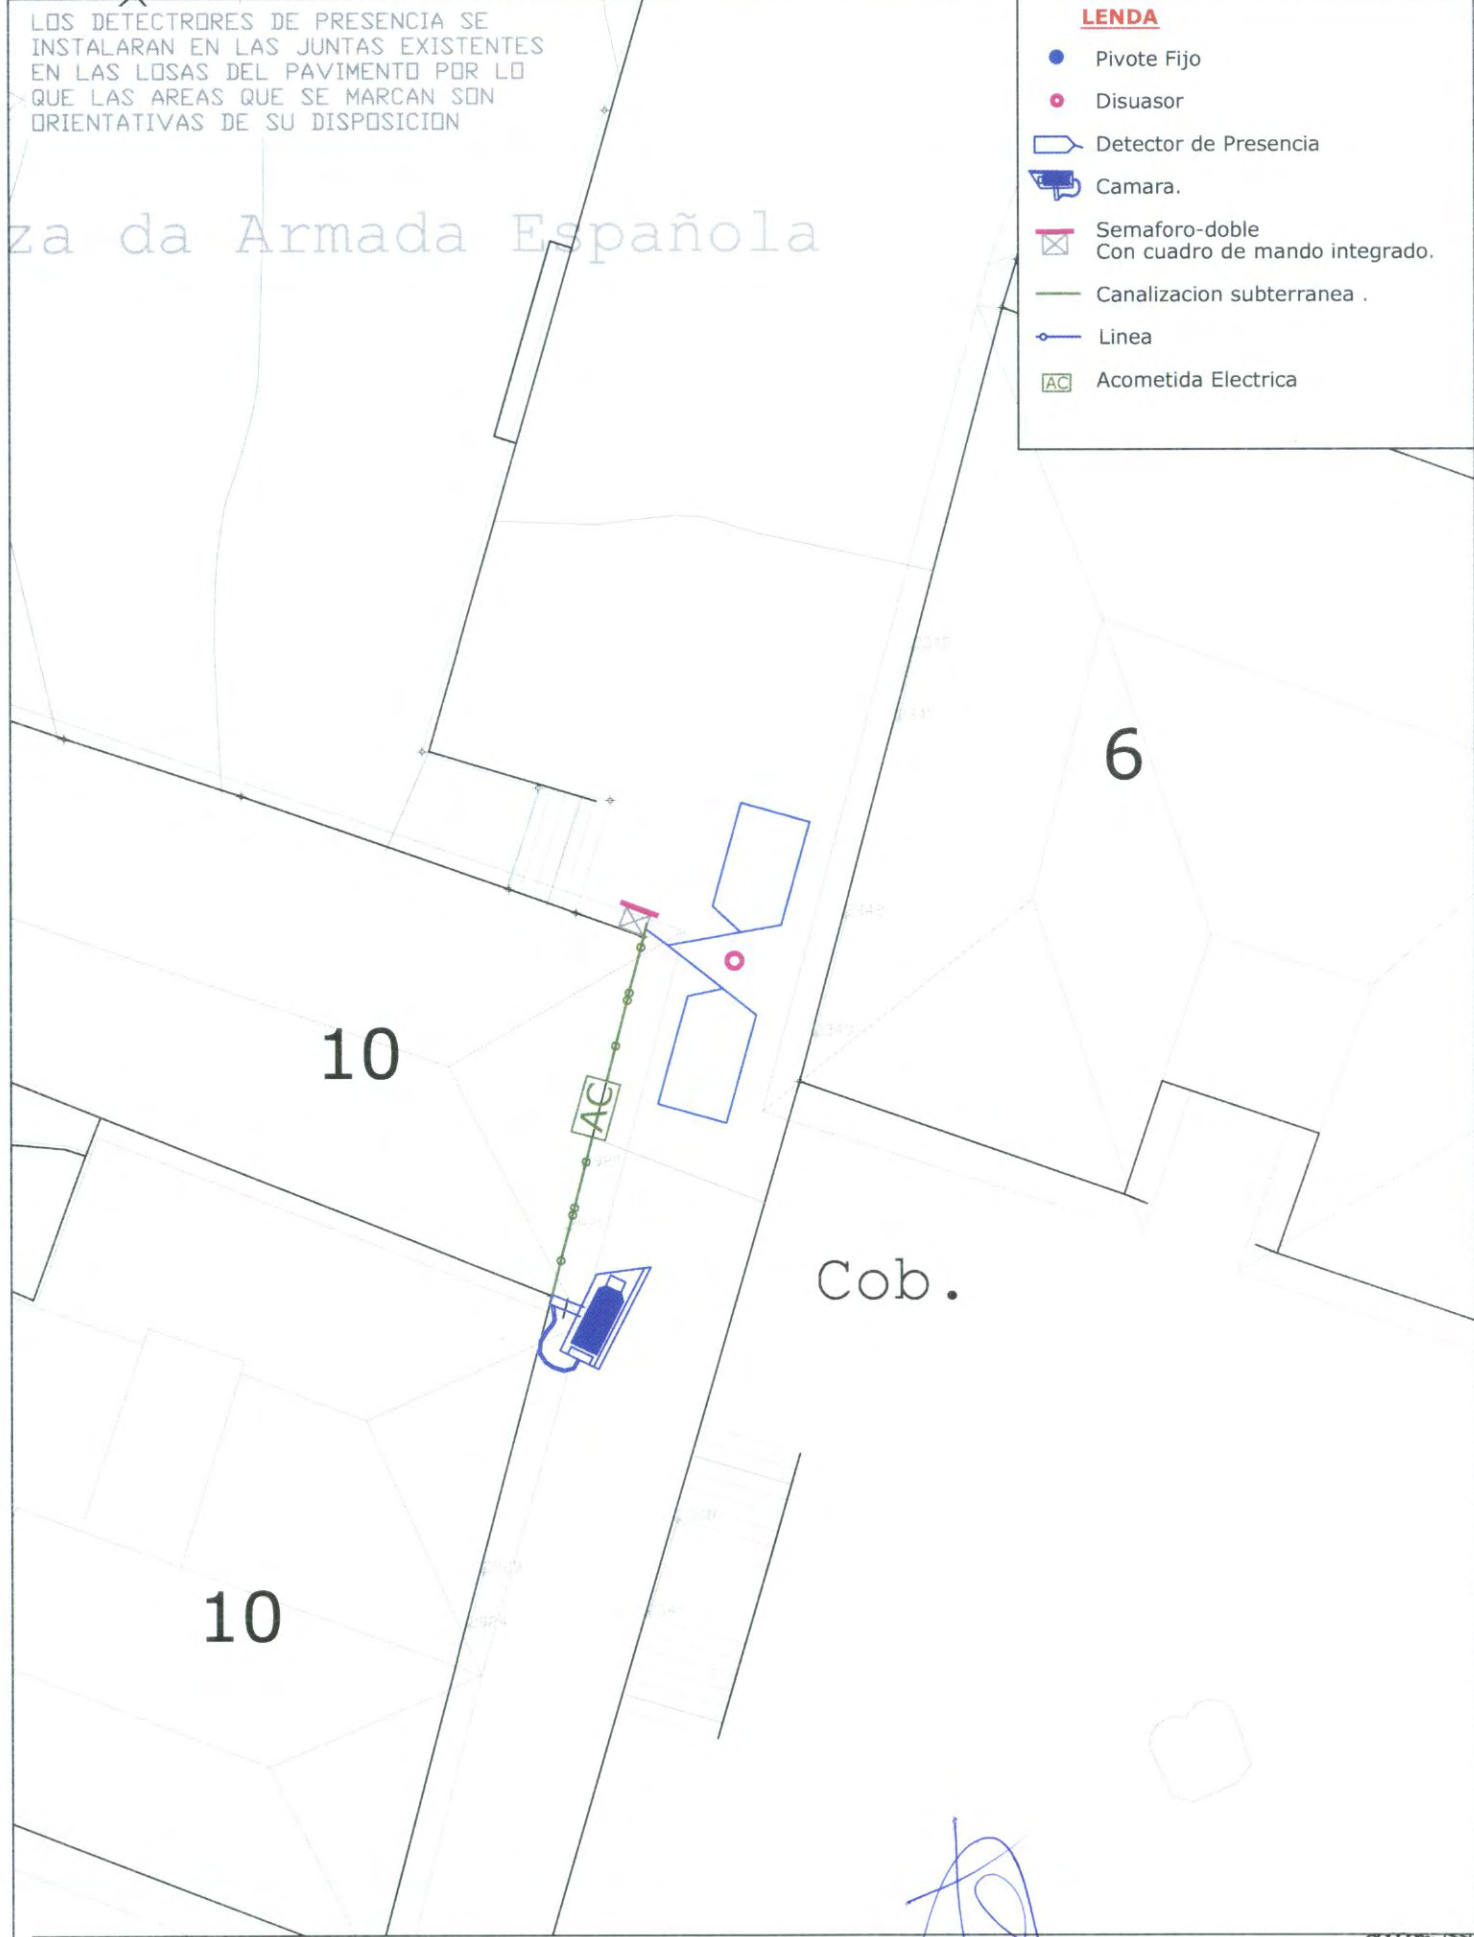 LOS DETECTRORES DE PRESENCIA SE
INSTALARAN EN LAS JUNTAS EXISTENTES
EN LAS LOSAS DEL PAVIMENTO POR LO
QUE LAS AREAS QUE SE MARCAN SON
ORIENTATIVAS DE SU DISPOSICION
za da Armada Española
LENDA
Pivote Fijo
Disuasor
Detector de Presencia
Camara.
Semaforo-doble
Con cuadro de mando integrado.
Canalizacion subterranea .
Linea
AC Acometida Electrica
6
10
AC
Cob.
10